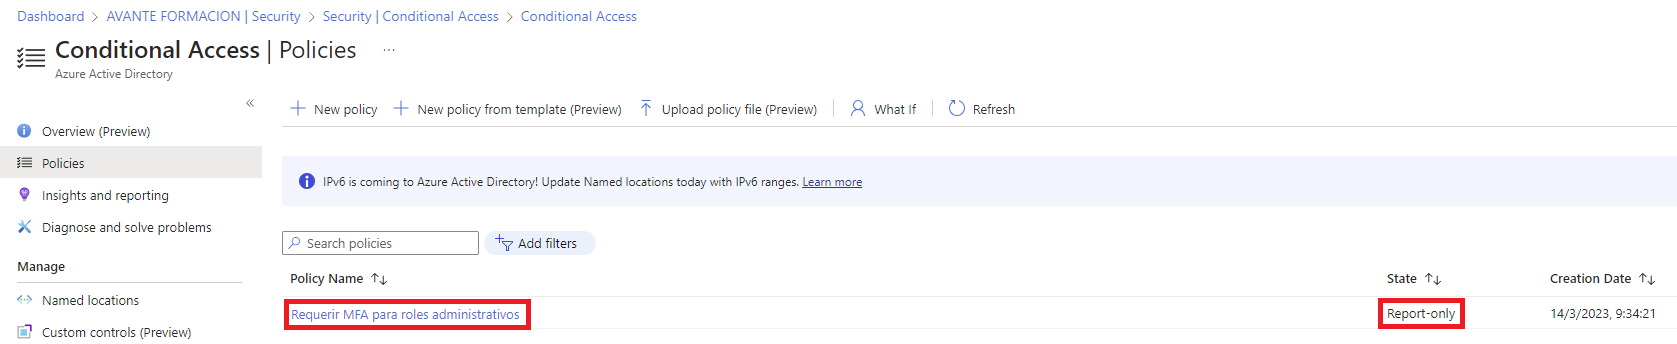 Dashboard > AVANTE FORMACION | Security > Security | Conditional Access > Conditional Access
Conditional Access | Policies ...
Azure Active Directory
«
New policy New policy from template (Preview) Upload policy file (Preview) What If Refresh
Overview (Preview)
Policies
Insights and reporting
Diagnose and solve problems
Manage
Named locations
Custom controls (Preview)
IPv6 is coming to Azure Active Directory! Update Named locations today with IPv6 ranges. Learn more
Search policies Add filters
Policy Name State Creation Date
Requerir MFA para roles administrativos Report-only 14/3/2023, 9:34:21